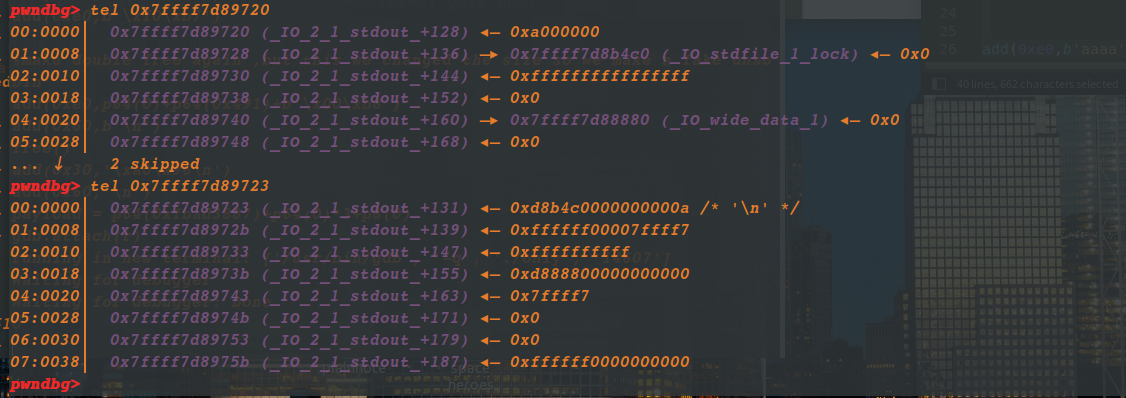 pwndbg> tel 0x7ffff7d89720
00:0000│ 0x7ffff7d89720 (_IO_2_1_stdout_+128) ◂— 0xa000000
01:0008│ 0x7ffff7d89728 (_IO_2_1_stdout_+136) —▸ 0x7ffff7d8b4c0 (_IO_stdfile_1_lock) ◂— 0x0
02:0010│ 0x7ffff7d89730 (_IO_2_1_stdout_+144) ◂— 0xffffffffffffffff
03:0018│ 0x7ffff7d89738 (_IO_2_1_stdout_+152) ◂— 0x0
04:0020│ 0x7ffff7d89740 (_IO_2_1_stdout_+160) —▸ 0x7ffff7d88880 (_IO_wide_data_1) ◂— 0x0
05:0028│ 0x7ffff7d89748 (_IO_2_1_stdout_+168) ◂— 0x0
... ↓ 2 skipped
pwndbg> tel 0x7ffff7d89723
00:0000│ 0x7ffff7d89723 (_IO_2_1_stdout_+131) ◂— 0xd8b4c0000000000a /* '\n' */
01:0008│ 0x7ffff7d8972b (_IO_2_1_stdout_+139) ◂— 0xffffff00007ffff7
02:0010│ 0x7ffff7d89733 (_IO_2_1_stdout_+147) ◂— 0xffffffffff
03:0018│ 0x7ffff7d8973b (_IO_2_1_stdout_+155) ◂— 0xd888800000000000
04:0020│ 0x7ffff7d89743 (_IO_2_1_stdout_+163) ◂— 0x7ffff7
05:0028│ 0x7ffff7d8974b (_IO_2_1_stdout_+171) ◂— 0x0
06:0030│ 0x7ffff7d89753 (_IO_2_1_stdout_+179) ◂— 0x0
07:0038│ 0x7ffff7d8975b (_IO_2_1_stdout_+187) ◂— 0xffffff0000000000
pwndbg>
24
25
26 add(0xe0,b'aaaa'
40 lines, 662 characters selected
space
heroes